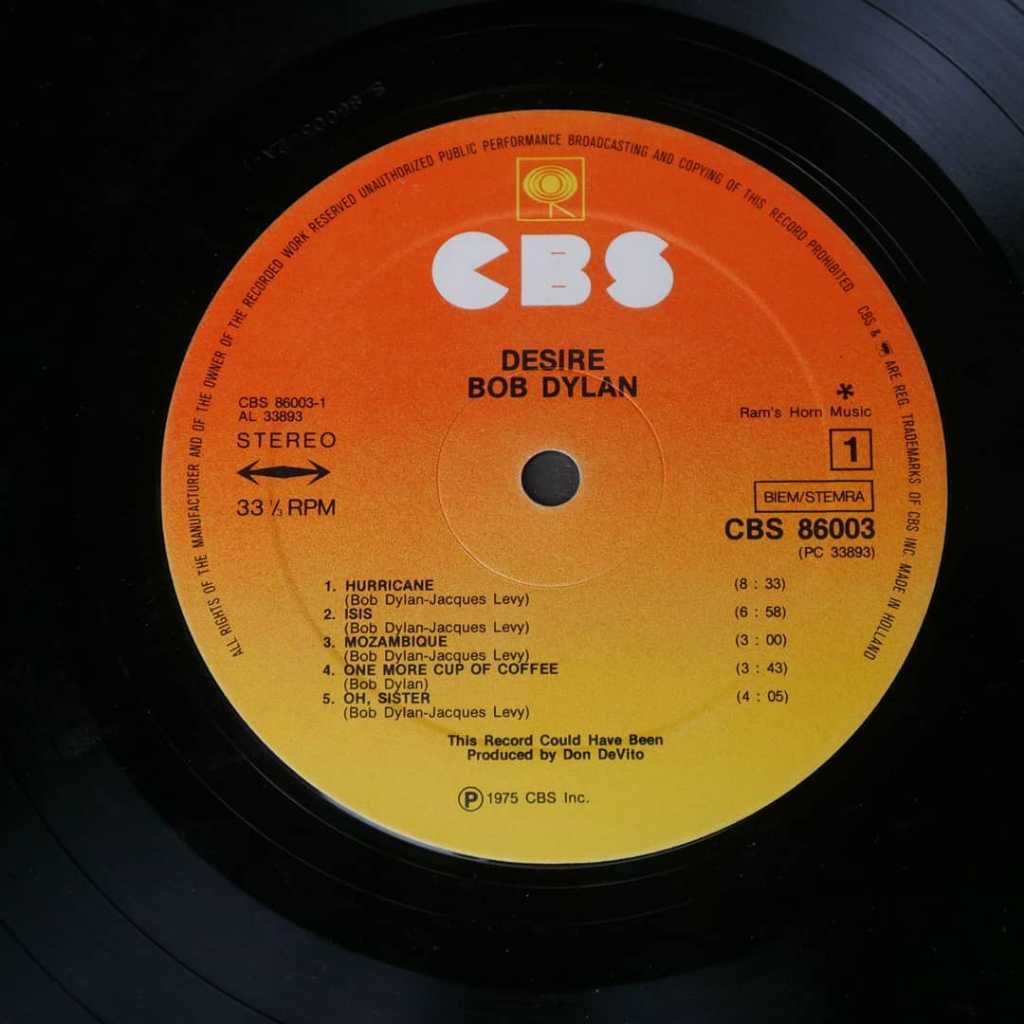 ALL RIGHTS OF THE MANUFACTURER AND OF THE OWNER OF THE RECORDED WORK RESERVED UNAUTHORIZED PUBLIC PERFORMANCE BROADCASTING AND COPYING OF THIS RECORD PROHIBITED
CBS & ARE REG. TRADEMARKS OF CBS INC. MADE IN HOLLAND
CBS
DESIRE
BOB DYLAN
CBS 86003-1
AL 33893
STEREO
33 ⅓ RPM
*
Ram's Horn Music
1
BIEM/STEMRA
CBS 86003
(PC 33893)
1. HURRICANE (8 : 33)
(Bob Dylan-Jacques Levy)
2. ISIS (6 : 58)
(Bob Dylan-Jacques Levy)
3. MOZAMBIQUE (3 : 00)
(Bob Dylan-Jacques Levy)
4. ONE MORE CUP OF COFFEE (3 : 43)
(Bob Dylan)
5. OH, SISTER (4 : 05)
(Bob Dylan-Jacques Levy)
This Record Could Have Been
Produced by Don DeVito
Ⓟ 1975 CBS Inc.